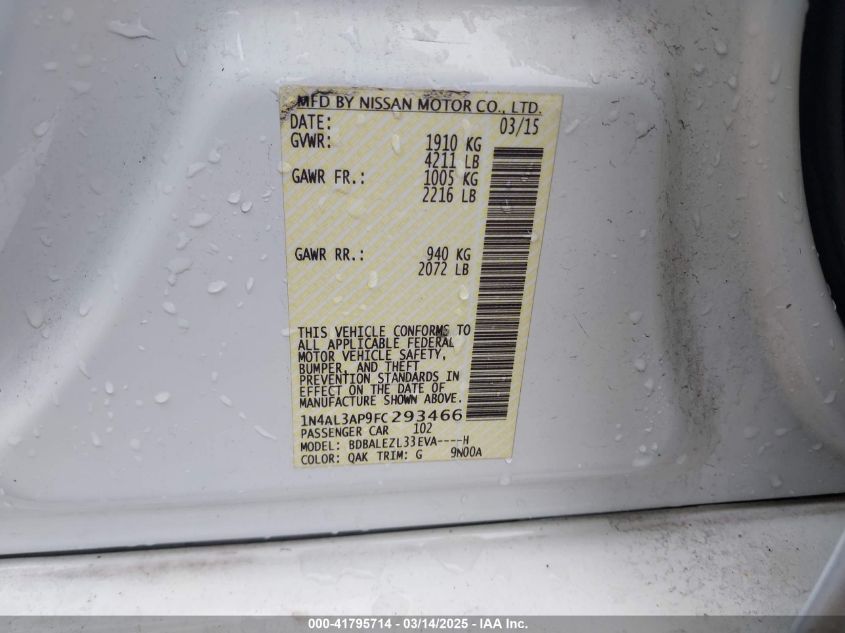 MFD BY NISSAN MOTOR CO., LTD.
DATE: 03/15
GVWR: 1910 KG
4211 LB
GAWR FR.: 1005 KG
2216 LB
GAWR RR.: 940 KG
2072 LB
THIS VEHICLE CONFORMS TO
ALL APPLICABLE FEDERAL
MOTOR VEHICLE SAFETY,
BUMPER, AND THEFT
PREVENTION STANDARDS IN
EFFECT ON THE DATE OF
MANUFACTURE SHOWN ABOVE.
1N4AL3AP9FC293466
PASSENGER CAR 102
MODEL: BDBALEZL33EVA----H
COLOR: QAK TRIM: G 9N00A
000-41795714 - 03/14/2025 - IAA Inc.